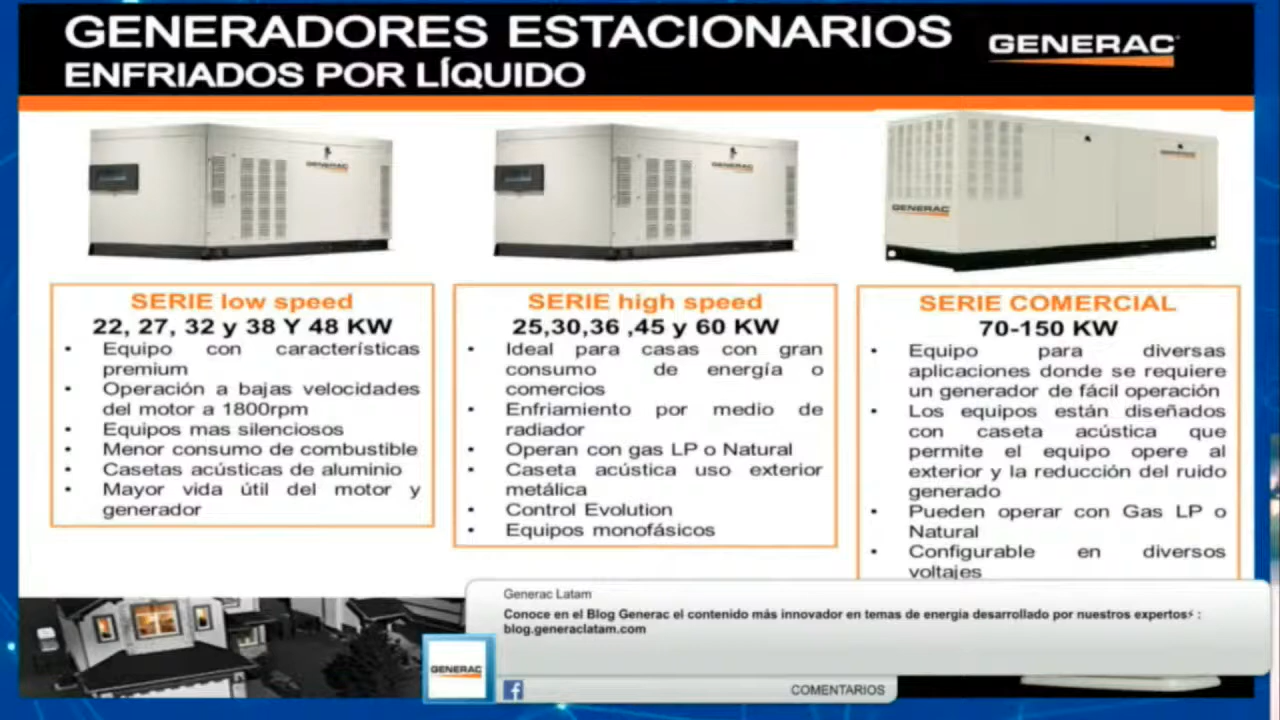 GENERADORES ESTACIONARIOS
ENFRIADOS POR LÍQUIDO
GENERAC
GENERAC
GENERAC
GENERAC
GENERAC
SERIE low speed
22, 27, 32 y 38 Y 48 KW
• Equipo con características
premium
• Operación a bajas velocidades
del motor a 1800rpm
• Equipos mas silenciosos
• Menor consumo de combustible
• Casetas acústicas de aluminio
• Mayor vida útil del motor y
generador
SERIE high speed
25,30,36 ,45 y 60 KW
• Ideal para casas con gran
consumo de energía o
comercios
• Enfriamiento por medio de
radiador
• Operan con gas LP o Natural
• Caseta acústica uso exterior
metálica
• Control Evolution
• Equipos monofásicos
SERIE COMERCIAL
70-150 KW
• Equipo para diversas
aplicaciones donde se requiere
un generador de fácil operación
• Los equipos están diseñados
con caseta acústica que
permite el equipo opere al
exterior y la reducción del ruido
generado
• Pueden operar con Gas LP o
Natural
• Configurable en diversos
voltajes
Generac Latam
Conoce en el Blog Generac el contenido más innovador en temas de energía desarrollado por nuestros expertos⚡ :
blog.generaclatam.com
GENERAC
f
COMENTARIOS